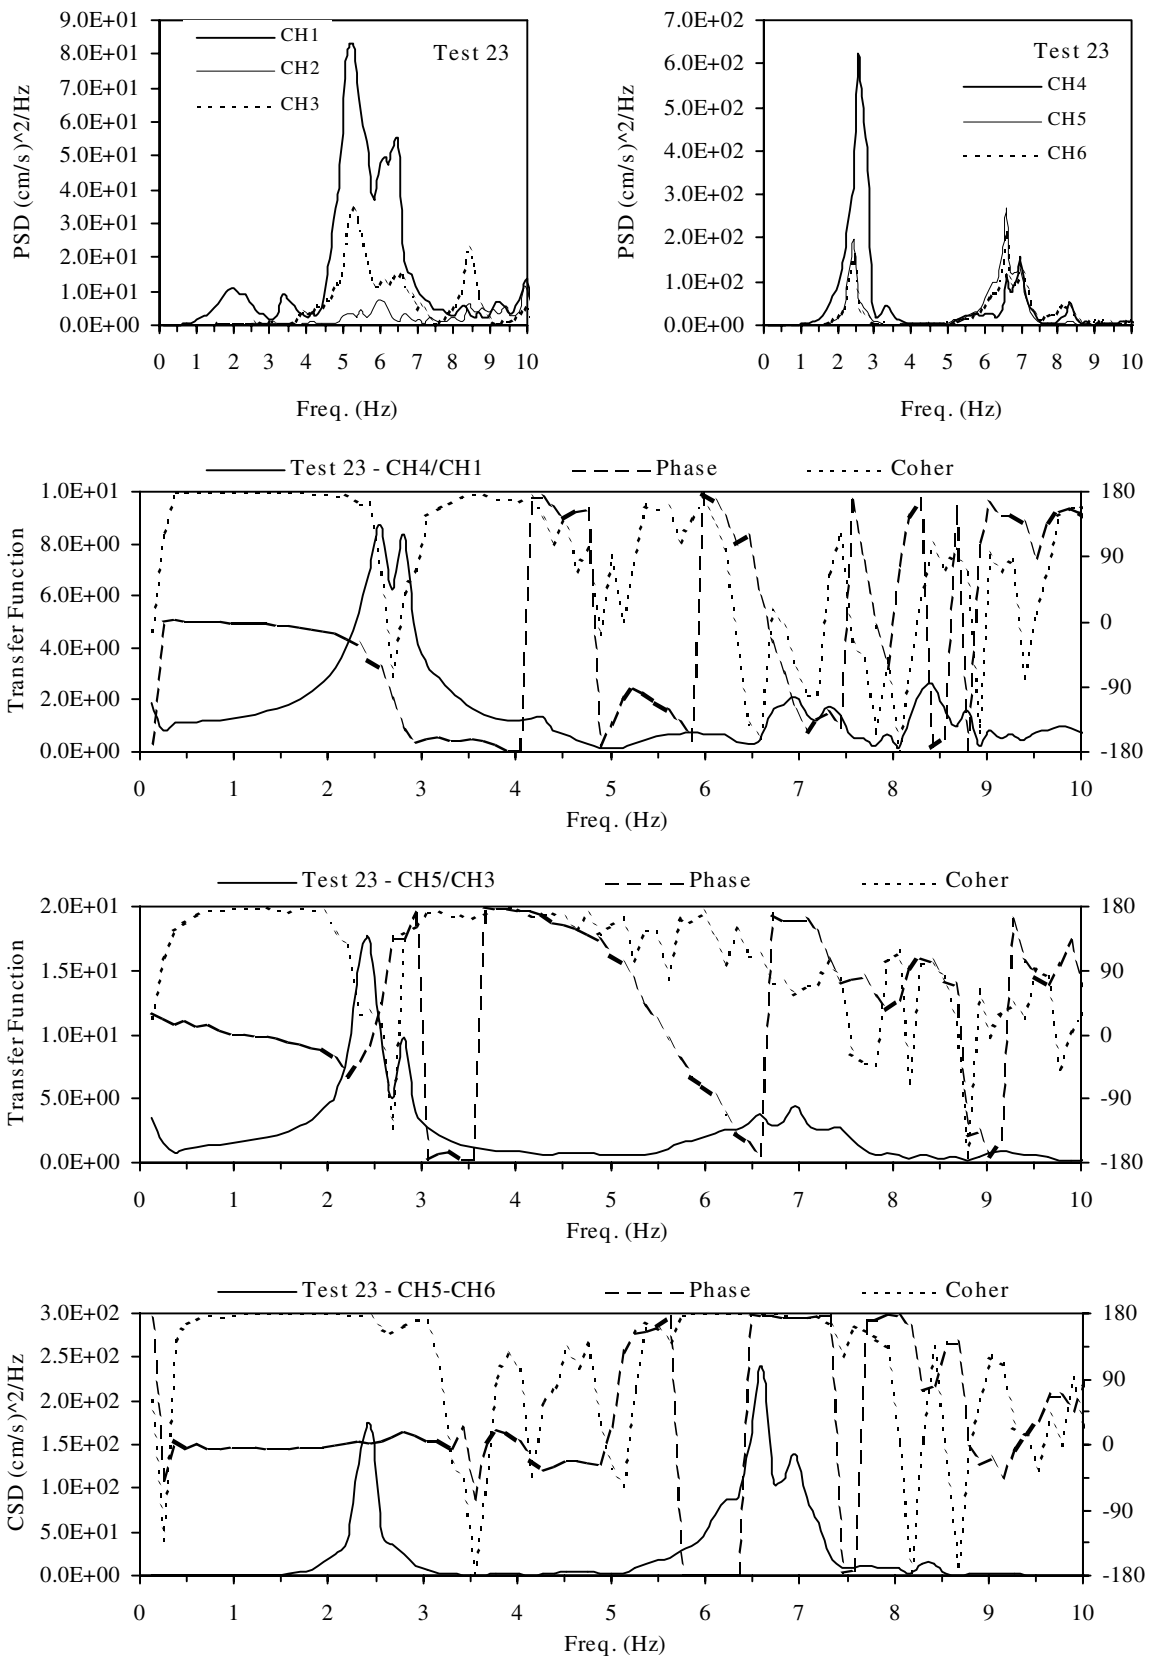 9.0E+01
8.0E+01
7.0E+01
6.0E+01
5.0E+01
4.0E+01
3.0E+01
2.0E+01
1.0E+01
0.0E+00
PSD (cm/s)^2/Hz
CH1
CH2
CH3
Test 23
0 1 2 3 4 5 6 7 8 9 10
Freq. (Hz)
7.0E+02
6.0E+02
5.0E+02
4.0E+02
3.0E+02
2.0E+02
1.0E+02
0.0E+00
PSD (cm/s)^2/Hz
Test 23
CH4
CH5
CH6
0 1 2 3 4 5 6 7 8 9 10
Freq. (Hz)
Test 23 - CH4/CH1 Phase Coher
1.0E+01
8.0E+00
6.0E+00
4.0E+00
2.0E+00
0.0E+00
Transfer Function
180
90
0
-90
-180
0 1 2 3 4 5 6 7 8 9 10
Freq. (Hz)
Test 23 - CH5/CH3 Phase Coher
2.0E+01
1.5E+01
1.0E+01
5.0E+00
0.0E+00
Transfer Function
180
90
0
-90
-180
0 1 2 3 4 5 6 7 8 9 10
Freq. (Hz)
Test 23 - CH5-CH6 Phase Coher
3.0E+02
2.5E+02
2.0E+02
1.5E+02
1.0E+02
5.0E+01
0.0E+00
CSD (cm/s)^2/Hz
180
90
0
-90
-180
0 1 2 3 4 5 6 7 8 9 10
Freq. (Hz)